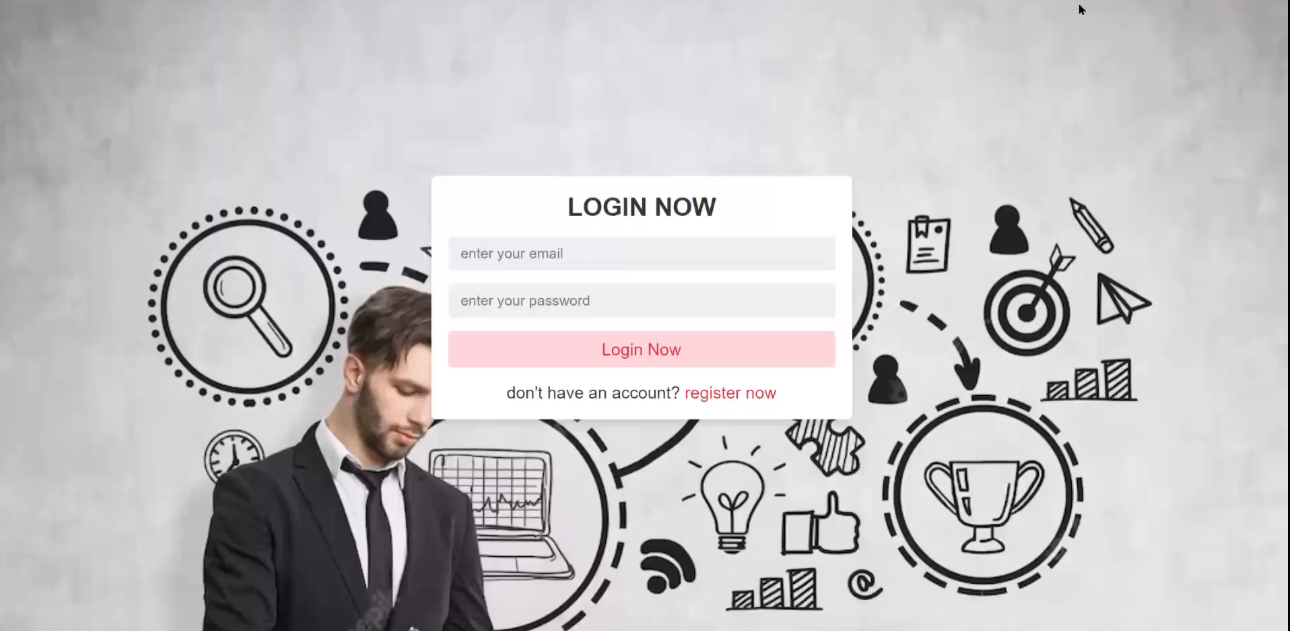 LOGIN NOW
enter your email
enter your password
Login Now
don't have an account? register now
@